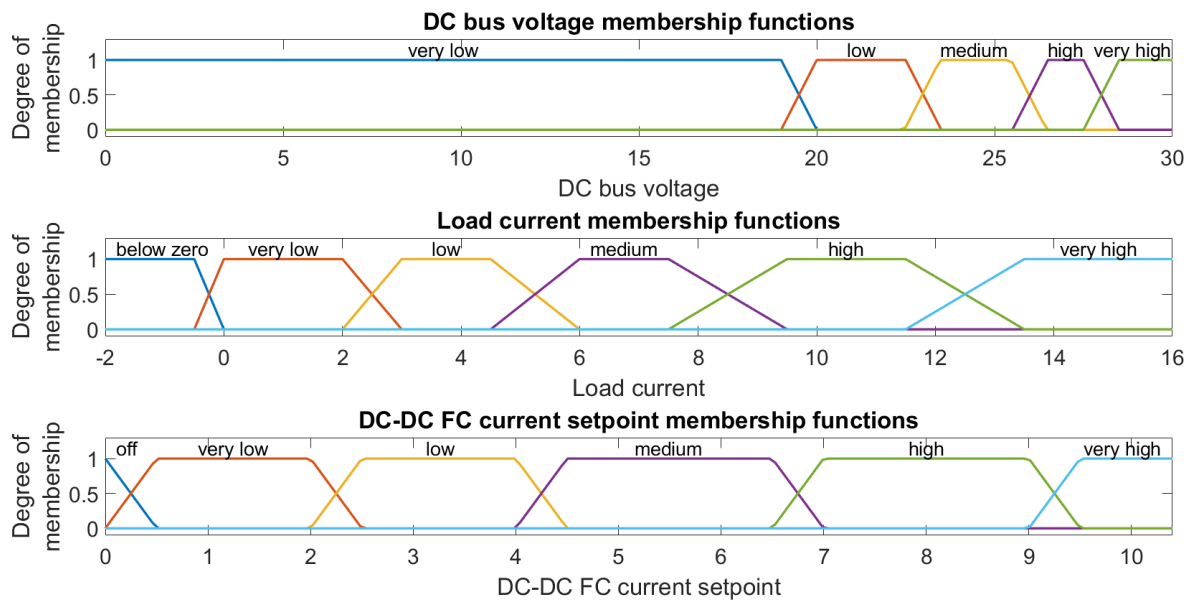 DC bus voltage membership functions
Degree of
membership
1
0.5
0
very low
low
medium
high
very high
0
5
10
15
20
25
30
DC bus voltage
Load current membership functions
Degree of
membership
1
0.5
0
below zero
very low
low
medium
high
very high
-2
0
2
4
6
8
10
12
14
16
Load current
DC-DC FC current setpoint membership functions
Degree of
membership
1
0.5
0
off
very low
low
medium
high
very high
0
1
2
3
4
5
6
7
8
9
10
DC-DC FC current setpoint